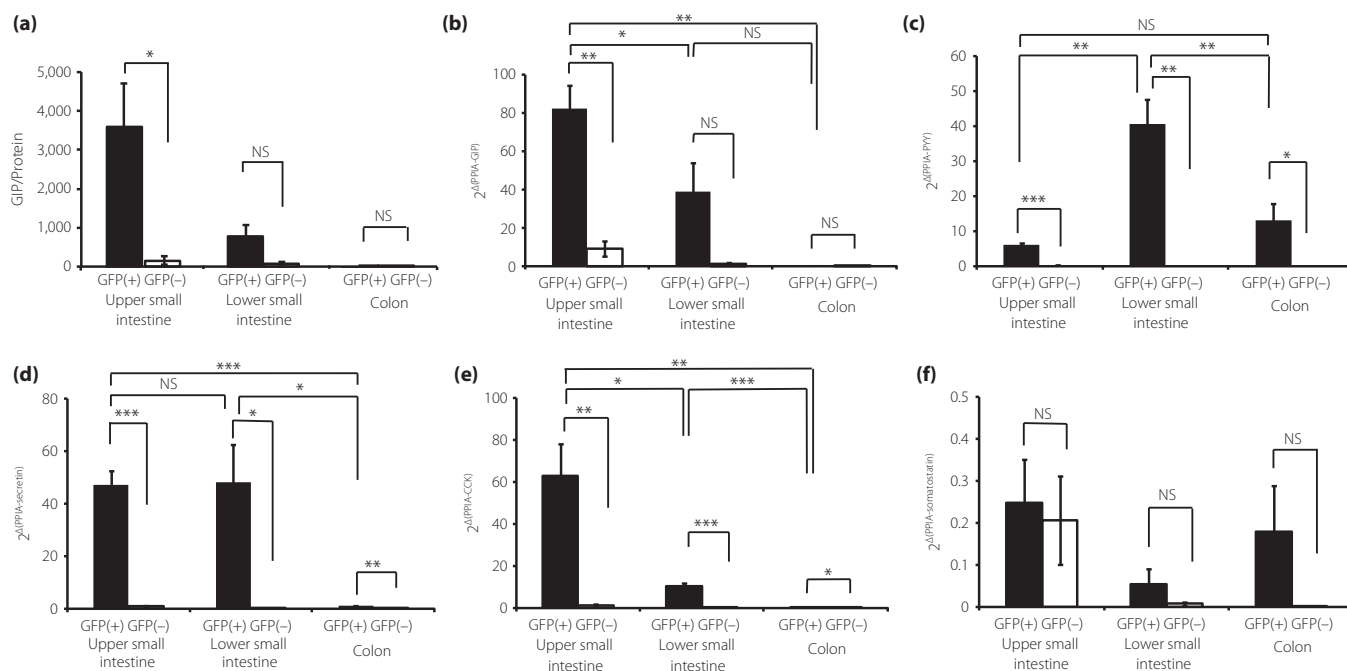 (a)
*
5,000
4,000
3,000
2,000
1,000
0
GIP/Protein
NS
NS
GFP(+) GFP(–) GFP(+) GFP(–) GFP(+) GFP(–)
Upper small intestine
Lower small intestine
Colon
(b)
**
*
NS
**
NS
NS
100
80
60
40
20
0
2^Δ(PPIA-GIP)
GFP(+) GFP(–) GFP(+) GFP(–) GFP(+) GFP(–)
Upper small intestine
Lower small intestine
Colon
(c)
NS
**
**
**
***
*
60
50
40
30
20
10
0
2^Δ(PPIA-PYY)
GFP(+) GFP(–) GFP(+) GFP(–) GFP(+) GFP(–)
Upper small intestine
Lower small intestine
Colon
(d)
***
NS
*
***
*
**
80
60
40
20
0
2^Δ(PPIA-secretin)
GFP(+) GFP(–) GFP(+) GFP(–) GFP(+) GFP(–)
Upper small intestine
Lower small intestine
Colon
(e)
**
*
***
**
***
*
100
80
60
40
20
0
2^Δ(PPIA-CCK)
GFP(+) GFP(–) GFP(+) GFP(–) GFP(+) GFP(–)
Upper small intestine
Lower small intestine
Colon
(f)
NS
NS
NS
0.5
0.4
0.3
0.2
0.1
0
2^Δ(PPIA-somatostatin)
GFP(+) GFP(–) GFP(+) GFP(–) GFP(+) GFP(–)
Upper small intestine
Lower small intestine
Colon